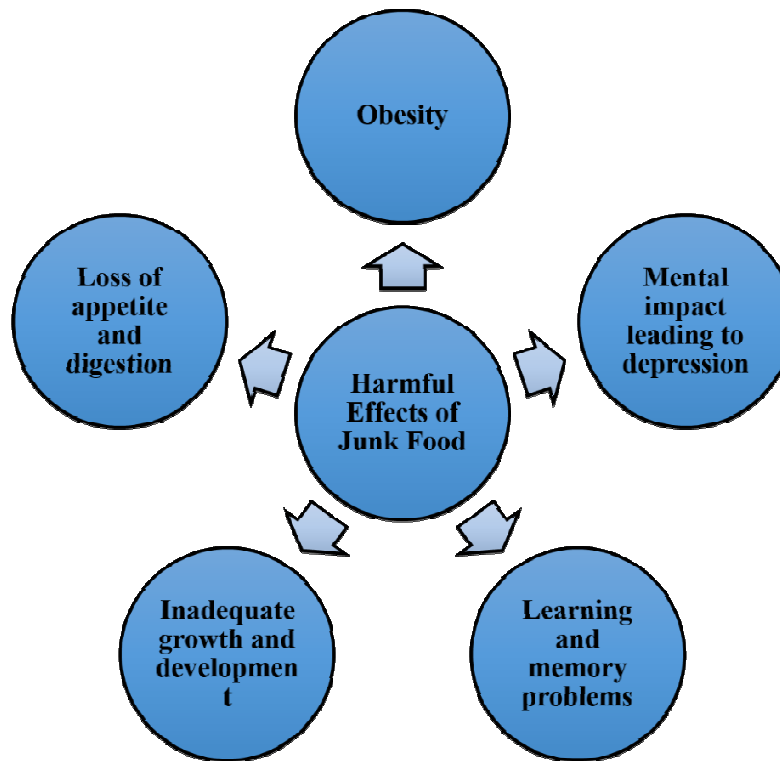 Obesity
Loss of
appetite
and
digestion
Mental
impact
leading to
depression
Harmful
Effects of
Junk Food
Inadequate
growth and
developmen
t
Learning
and
memory
problems